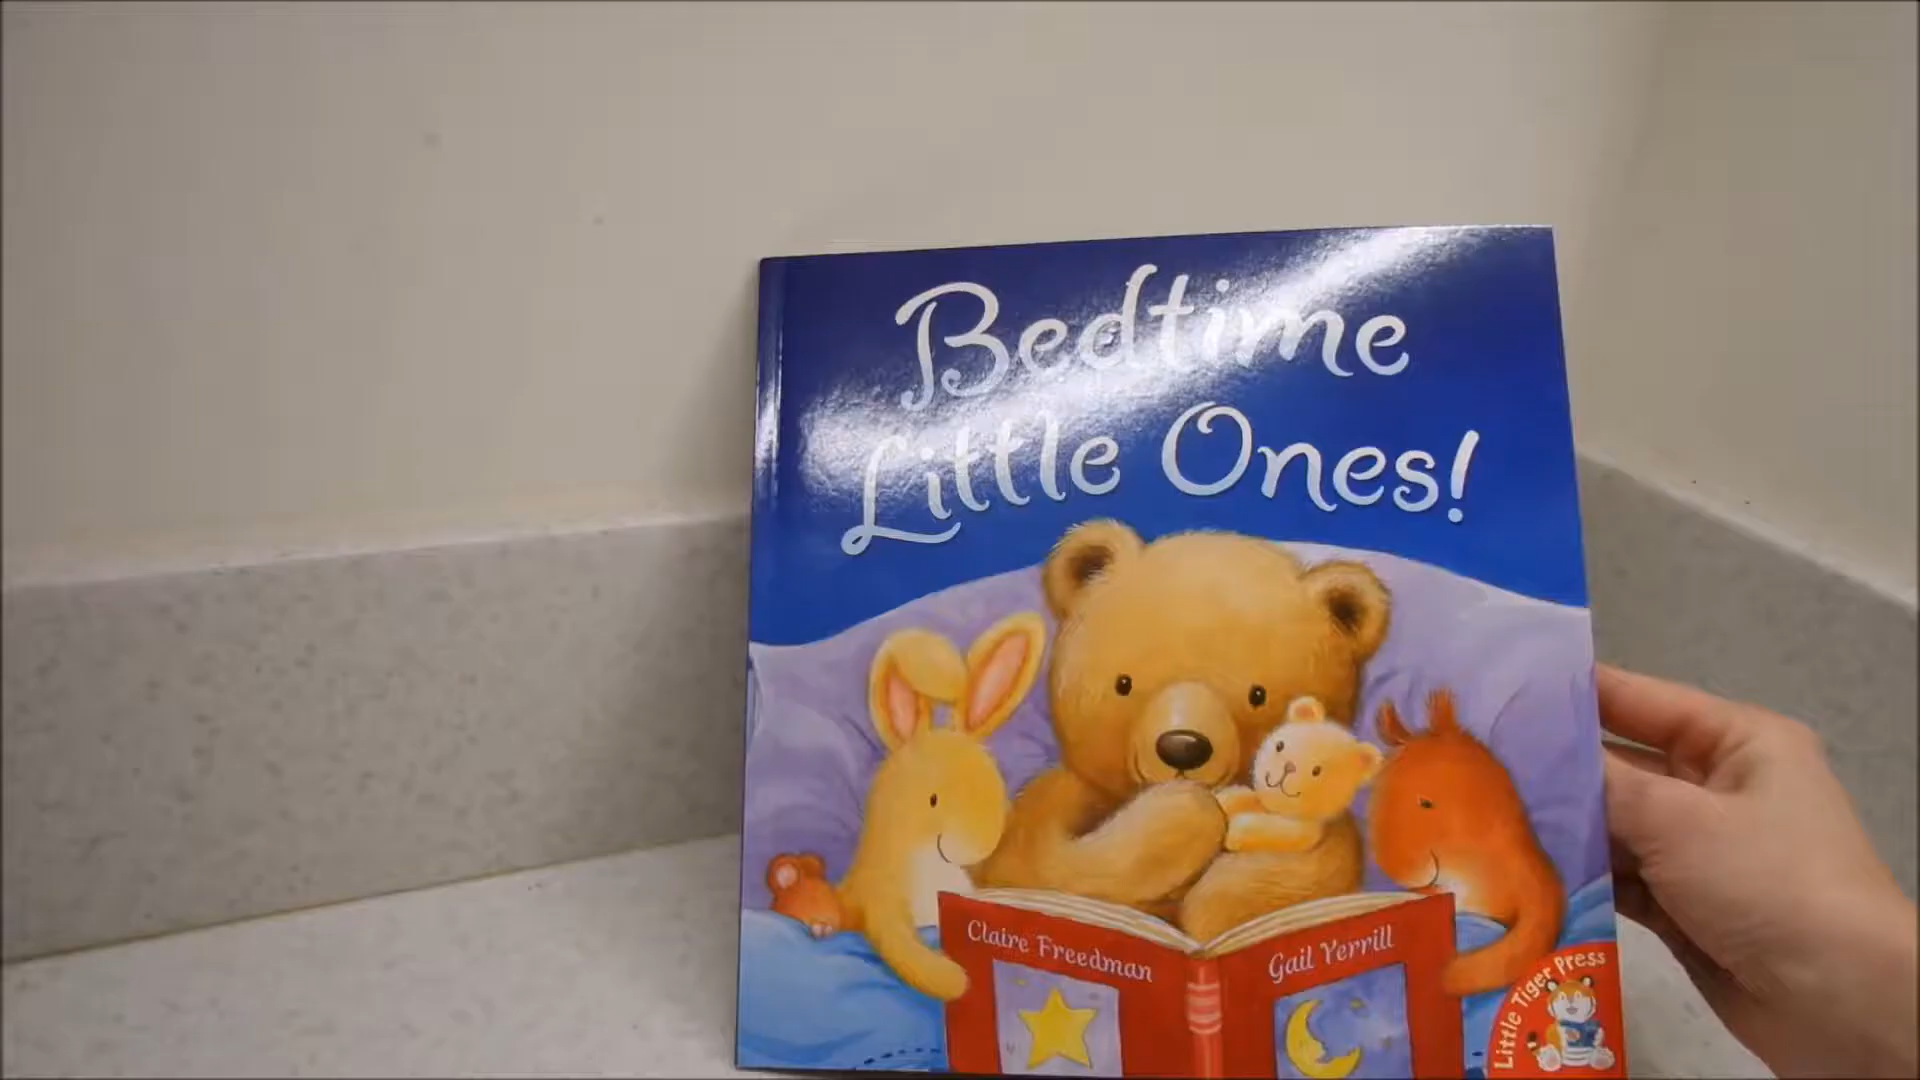 Bedtime
Little Ones!
Claire Freedman
Gail Yerrill
Little Tiger Press